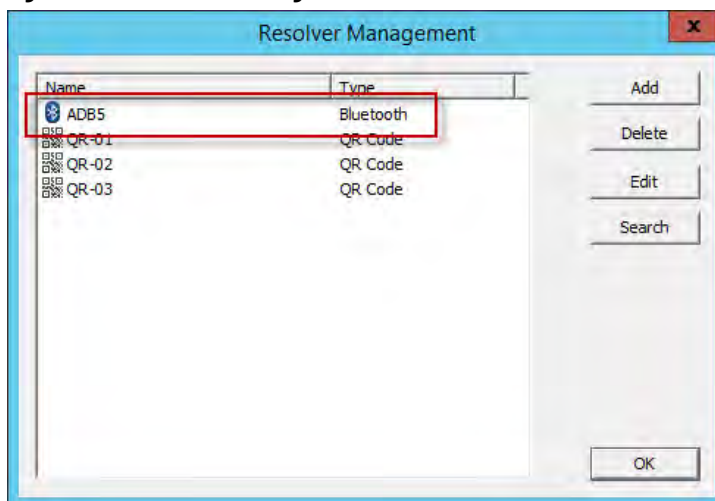 Resolver Management
x
Name Type
ADB5 Bluetooth
QR-01 QR Code
QR-02 QR Code
QR-03 QR Code
Add
Delete
Edit
Search
OK